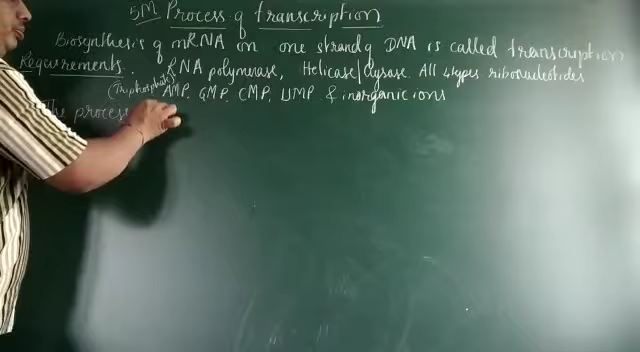 5M Process of transcription
Biosynthesis of mRNA on one strand of DNA is called transcription
Requirements. RNA polymerase, Helicase/Gyrase. All 4 types ribonucleotides
(Triphosphate) AMP, GMP, CMP, UMP & inorganic ions
The process